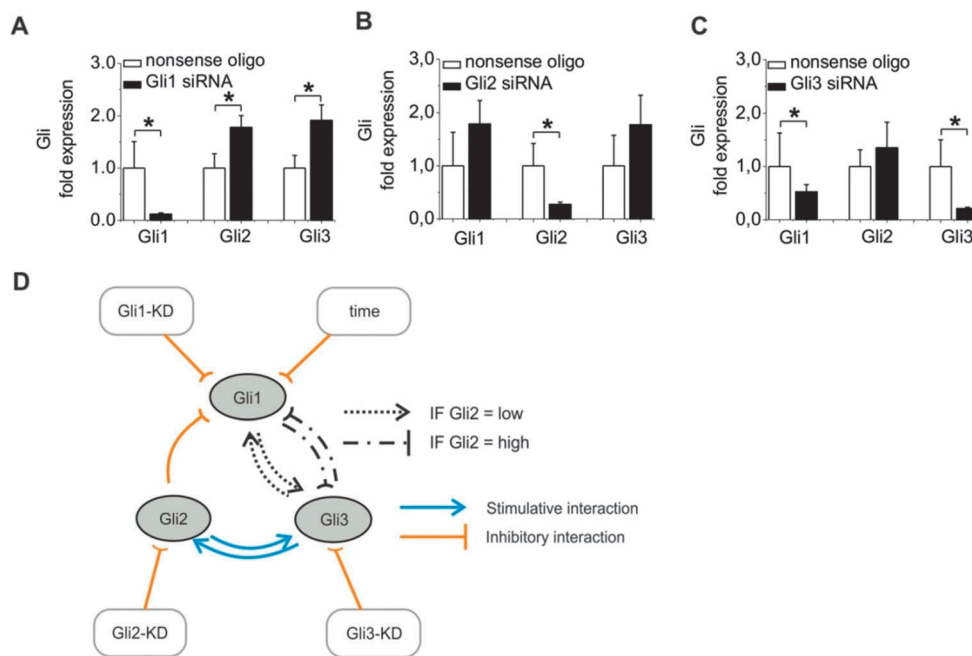 A
nonsense oligo
Gli1 siRNA
Gli
fold expression
3.0
2.0
1.0
0.0
*
*
*
Gli1
Gli2
Gli3
B
nonsense oligo
Gli2 siRNA
Gli
fold expression
3,0
2,0
1,0
0,0
*
Gli1
Gli2
Gli3
C
nonsense oligo
Gli3 siRNA
Gli
fold expression
3,0
2,0
1,0
0,0
*
*
Gli1
Gli2
Gli3
D
Gli1-KD
time
Gli1
IF Gli2 = low
IF Gli2 = high
Gli2
Gli3
Stimulative interaction
Inhibitory interaction
Gli2-KD
Gli3-KD